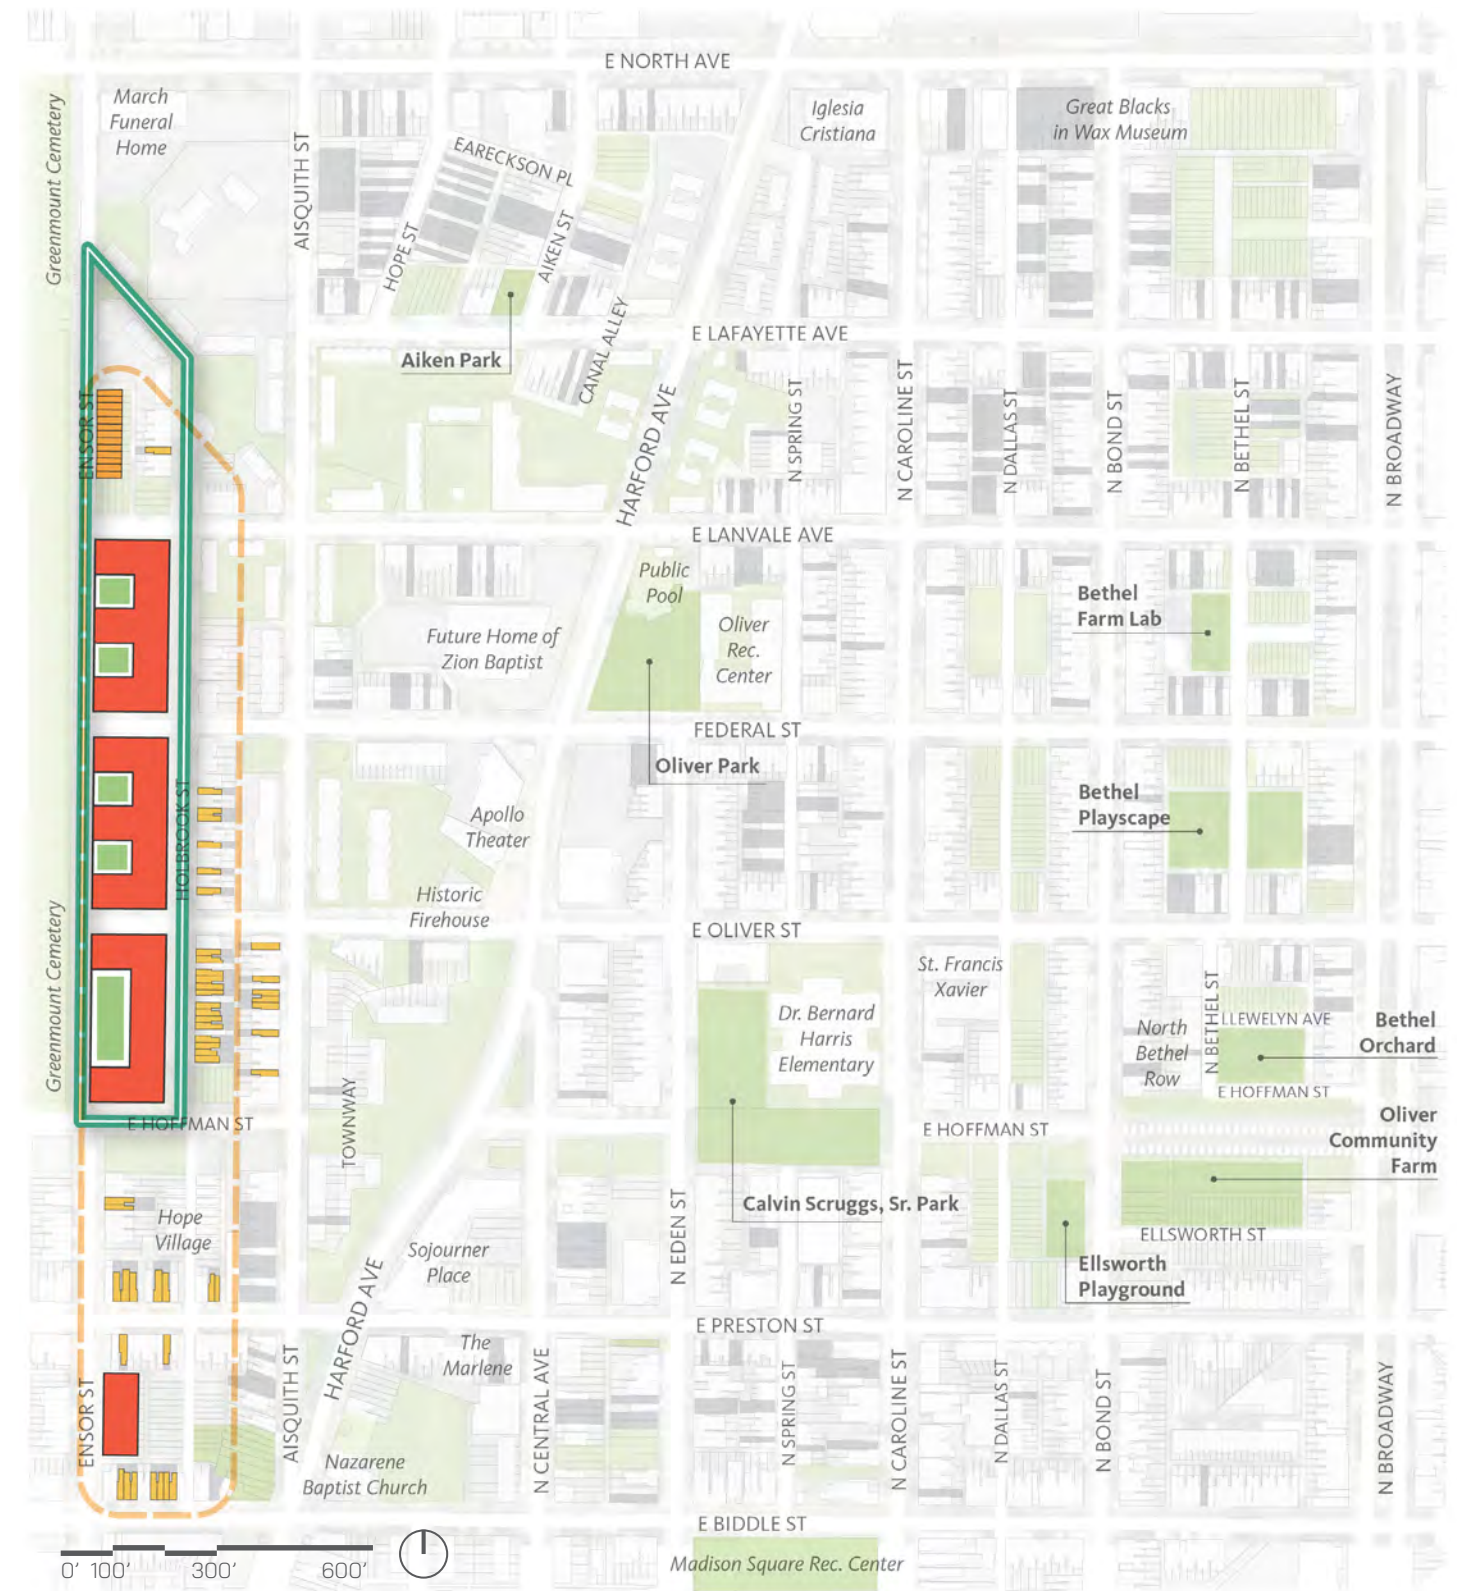 E NORTH AVE
March
Funeral
Home
Greenmount Cemetery
Iglesia
Cristiana
Great Blacks
in Wax Museum
AISQUITH ST
EARECKSON PL
HOPE ST
AIKEN ST
CANAL ALLEY
E LAFAYETTE AVE
Aiken Park
ENSOR ST
HARFORD AVE
N SPRING ST
N CAROLINE ST
N DALLAS ST
N BOND ST
N BETHEL ST
N BROADWAY
E LANVALE AVE
Public
Pool
Oliver
Rec.
Center
Future Home of
Zion Baptist
Bethel
Farm Lab
FEDERAL ST
Oliver Park
HOLBROOK ST
Apollo
Theater
Bethel
Playscape
Historic
Firehouse
Greenmount Cemetery
E OLIVER ST
St. Francis
Xavier
Dr. Bernard
Harris
Elementary
North
Bethel
Row
N BETHEL ST
LLEWELYN AVE
Bethel
Orchard
E HOFFMAN ST
E HOFFMAN ST
TOWNWAY
E HOFFMAN ST
Oliver
Community
Farm
Hope
Village
Calvin Scruggs, Sr. Park
N EDEN ST
Sojourner
Place
ELLSWORTH ST
Ellsworth
Playground
HARFORD AVE
E PRESTON ST
The
Marlene
ENSOR ST
AISQUITH ST
N CENTRAL AVE
N SPRING ST
N CAROLINE ST
N DALLAS ST
N BOND ST
N BROADWAY
Nazarene
Baptist Church
E BIDDLE ST
Madison Square Rec. Center
0' 100' 300' 600'